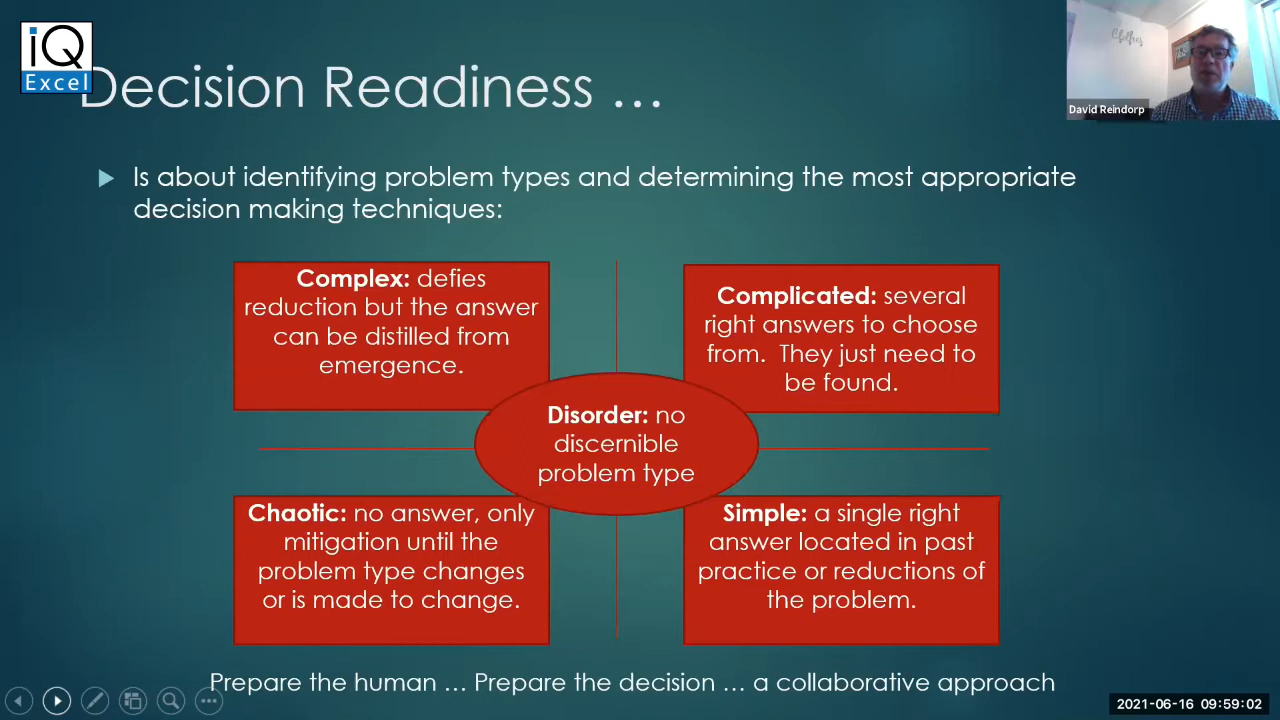 iQ
Excel
Decision Readiness ...
David Reindorp
Is about identifying problem types and determining the most appropriate
decision making techniques:
Complex: defies
reduction but the answer
can be distilled from
emergence.
Complicated: several
right answers to choose
from. They just need to
be found.
Disorder: no
discernible
problem type
Chaotic: no answer, only
mitigation until the
problem type changes
or is made to change.
Simple: a single right
answer located in past
practice or reductions of
the problem.
Prepare the human ... Prepare the decision ... a collaborative approach
2021-06-16 09:59:02